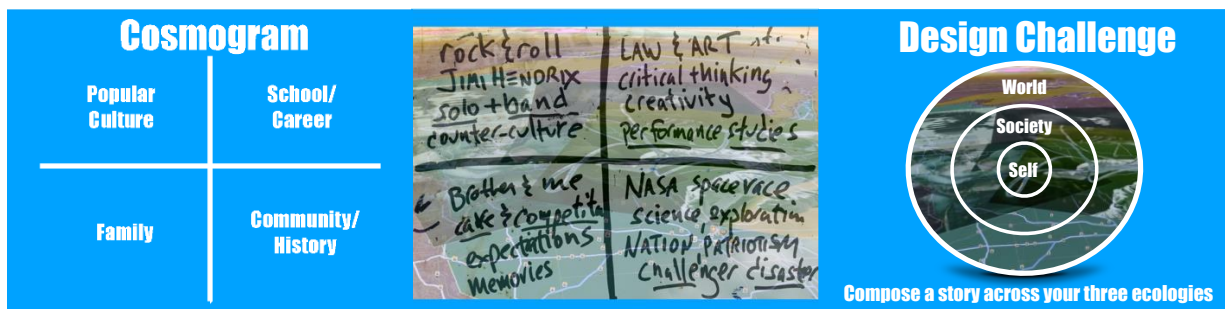 Cosmogram
Popular
Culture
School/
Career
Family
Community/
History
rock & roll
JIMI HENDRIX
solo + band
counter-culture
LAW & ART
critical thinking
creativity
performance studies
Brother & me
cake & competit
expectations
memories
NASA space race
science, exploration
NATION PATRIOTISM
challenger disaster
Design Challenge
World
Society
Self
Compose a story across your three ecologies